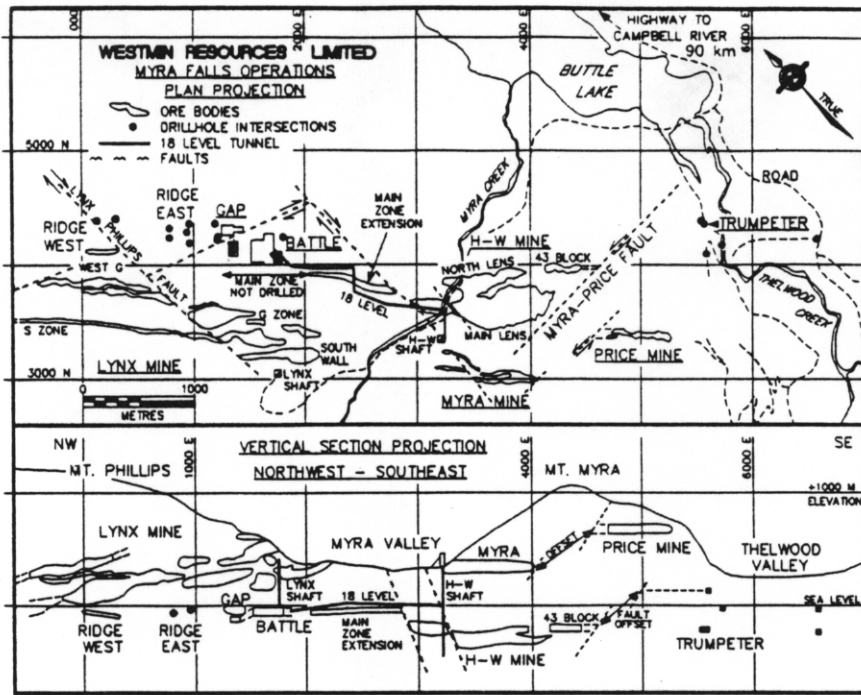 000
2000 E
4000 E
6000 E
HIGHWAY TO
CAMPBELL RIVER
90 km
WESTMIN RESOURCES LIMITED
MYRA FALLS OPERATIONS
PLAN PROJECTION
ORE BODIES
DRILLHOLE INTERSECTIONS
18 LEVEL TUNNEL
FAULTS
BUTTLE
LAKE
TRUE
5000 N
LYNX
PHILLIPS
FAULT
RIDGE
WEST
RIDGE
EAST
GAP
BATTLE
MAIN
ZONE
EXTENSION
MYRA CREEK
ROAD
TRUMPETER
H-W MINE
WEST G
MAIN ZONE
NOT DRILLED
18 LEVEL
NORTH LENS
43 BLOCK
MYRA-PRICE FAULT
THELWOOD
CREEK
G ZONE
S ZONE
SOUTH
WALL
H-W
SHAFT
MAIN LENS
PRICE MINE
LYNX MINE
LYNX
SHAFT
3000 N
MYRA MINE
0
1000
METRES
NW
1000 E
VERTICAL SECTION PROJECTION
NORTHWEST - SOUTHEAST
4000 E
6000 E
SE
MT. PHILLIPS
MT. MYRA
+1000 M
ELEVATION
LYNX MINE
MYRA VALLEY
MYRA
OFFSET
PRICE MINE
THELWOOD
VALLEY
LYNX
SHAFT
H-W
SHAFT
GAP
18 LEVEL
SEA LEVEL
RIDGE
WEST
RIDGE
EAST
BATTLE
MAIN
ZONE
EXTENSION
43 BLOCK
FAULT
OFFSET
H-W MINE
TRUMPETER